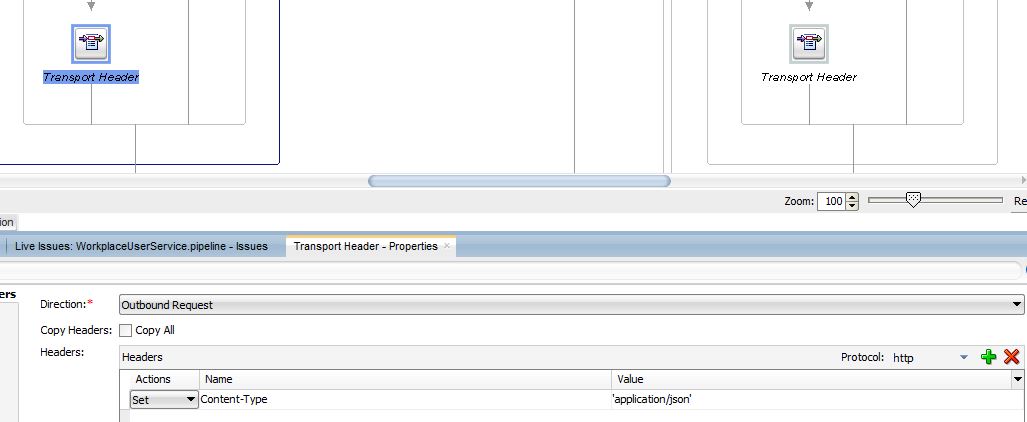 Transport Header
Transport Header
Zoom: 100
Re
ion
Live Issues: WorkplaceUserService.pipeline - Issues
Transport Header - Properties
ers
Direction:* Outbound Request
Copy Headers: Copy All
Headers: Headers Protocol: http
Actions Name Value
Set Content-Type 'application/json'